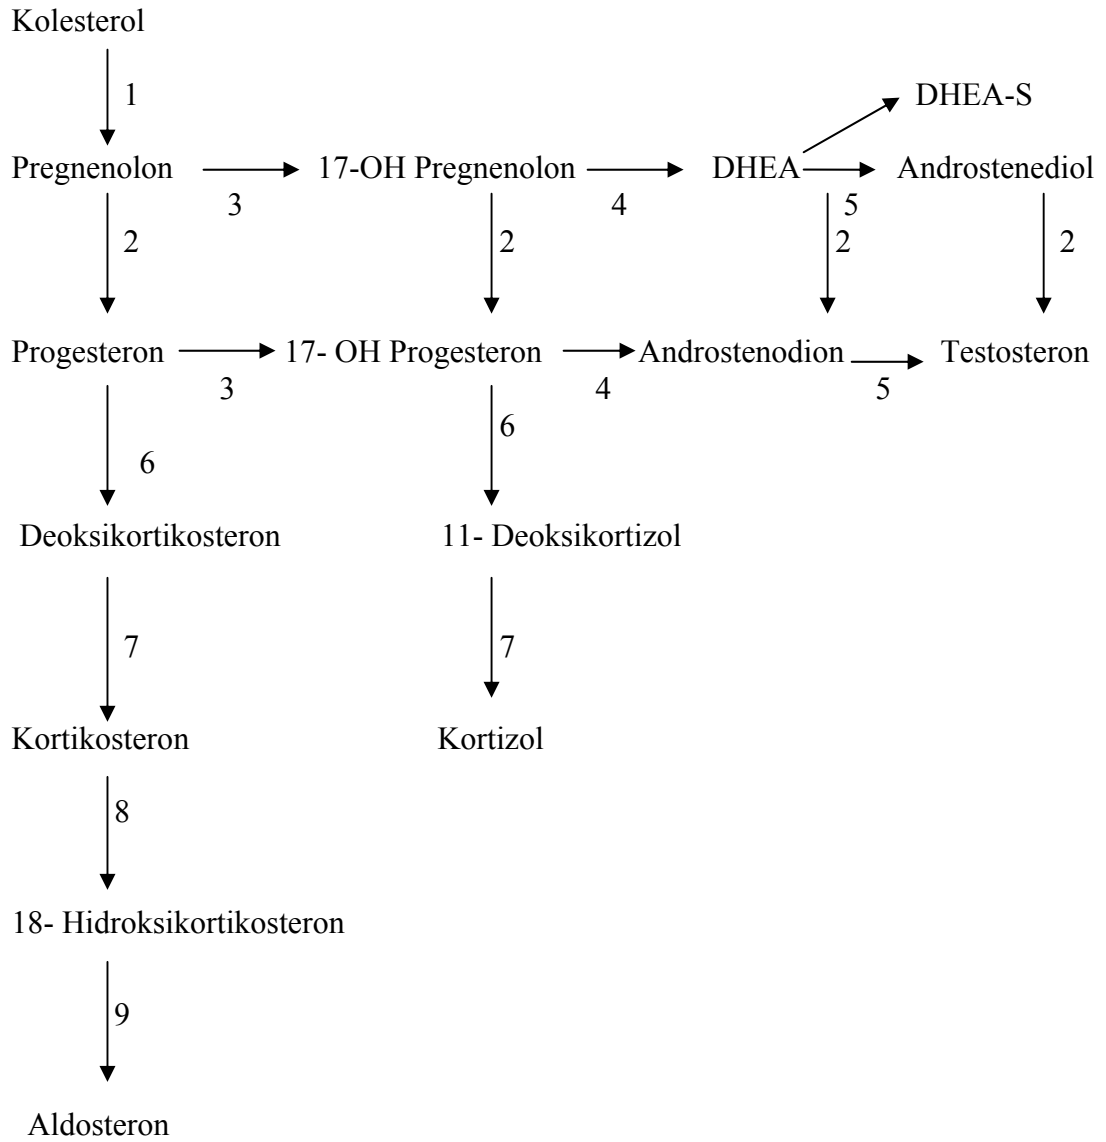 Kolesterol
1
DHEA-S
Pregnenolon 17-OH Pregnenolon DHEA Androstenediol
3 4 5
2 2 2 2
Progesteron 17- OH Progesteron Androstenodion Testosteron
3 4 5
6 6
Deoksikortikosteron 11- Deoksikortizol
7 7
Kortikosteron Kortizol
8
18- Hidroksikortikosteron
9
Aldosteron